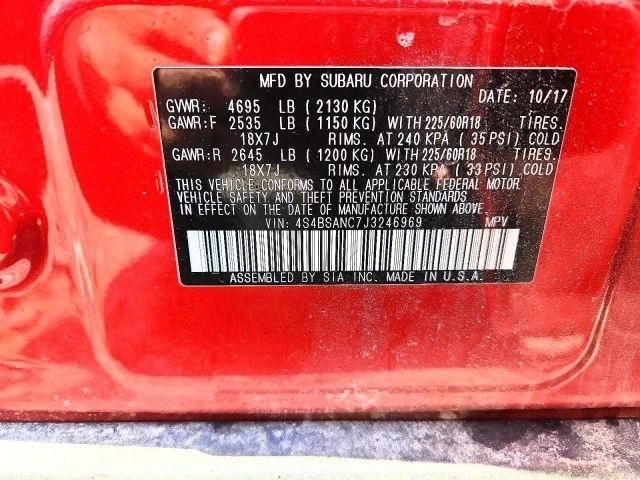 MFD BY SUBARU CORPORATION
DATE: 10/17
GVWR: 4695 LB (2130 KG)
GAWR:F 2535 LB (1150 KG) WITH 225/60R18 TIRES.
18X7J RIMS. AT 240 KPA (35 PSI) COLD
GAWR:R 2645 LB (1200 KG) WITH 225/60R18 TIRES.
18X7J RIMS. AT 230 KPA (33 PSI) COLD
THIS VEHICLE CONFORMS TO ALL APPLICABLE FEDERAL MOTOR
VEHICLE SAFETY AND THEFT PREVENTION STANDARDS
IN EFFECT ON THE DATE OF MANUFACTURE SHOWN ABOVE.
VIN: 4S4BSANC7J3246969 MPV
ASSEMBLED BY SIA INC. MADE IN U.S.A.